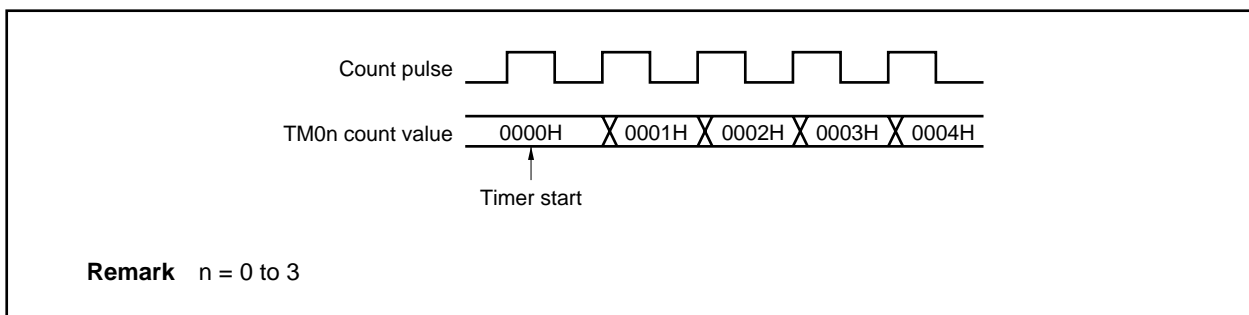 Count pulse
TM0n count value 0000H 0001H 0002H 0003H 0004H
Timer start
Remark n = 0 to 3